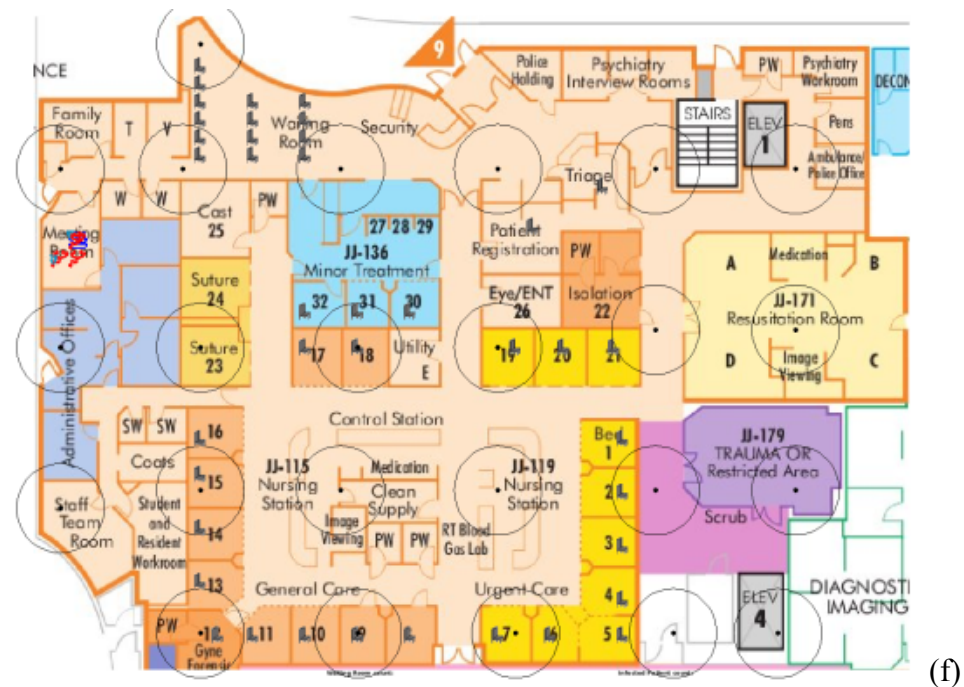 9
NCE
Police
Holding
Psychiatry
Interview Rooms
PW
Psychiatry
Workroom
DECON
Family
Room
T
V
Waiting
Room
Security
STAIRS
ELEV
1
Pens
Ambulance/
Police Office
Triage
W
W
Cast
25
PW
27 28 29
JJ-136
Minor Treatment
Patient
Registration
PW
Meeting
Room
Suture
24
32
31
30
Eye/ENT
26
Isolation
22
A
Medication
B
JJ-171
Resusitation Room
D
Image
Viewing
C
Suture
23
17
18
Utility
E
19
20
21
Administrative Offices
SW
SW
Coats
16
15
14
13
Control Station
JJ-115
Nursing
Station
Medication
Clean
Supply
Image
Viewing
PW
PW
RT Blood
Gas Lab
JJ-119
Nursing
Station
Bed
1
2
3
4
5
JJ-179
TRAUMA OR
Restricted Area
Scrub
Staff
Team
Room
Student
and
Resident
Workroom
General Care
Urgent Care
ELEV
4
DIAGNOSTI
IMAGING
PW
Gyne
Forensic
11
10
9
7
6
(f)